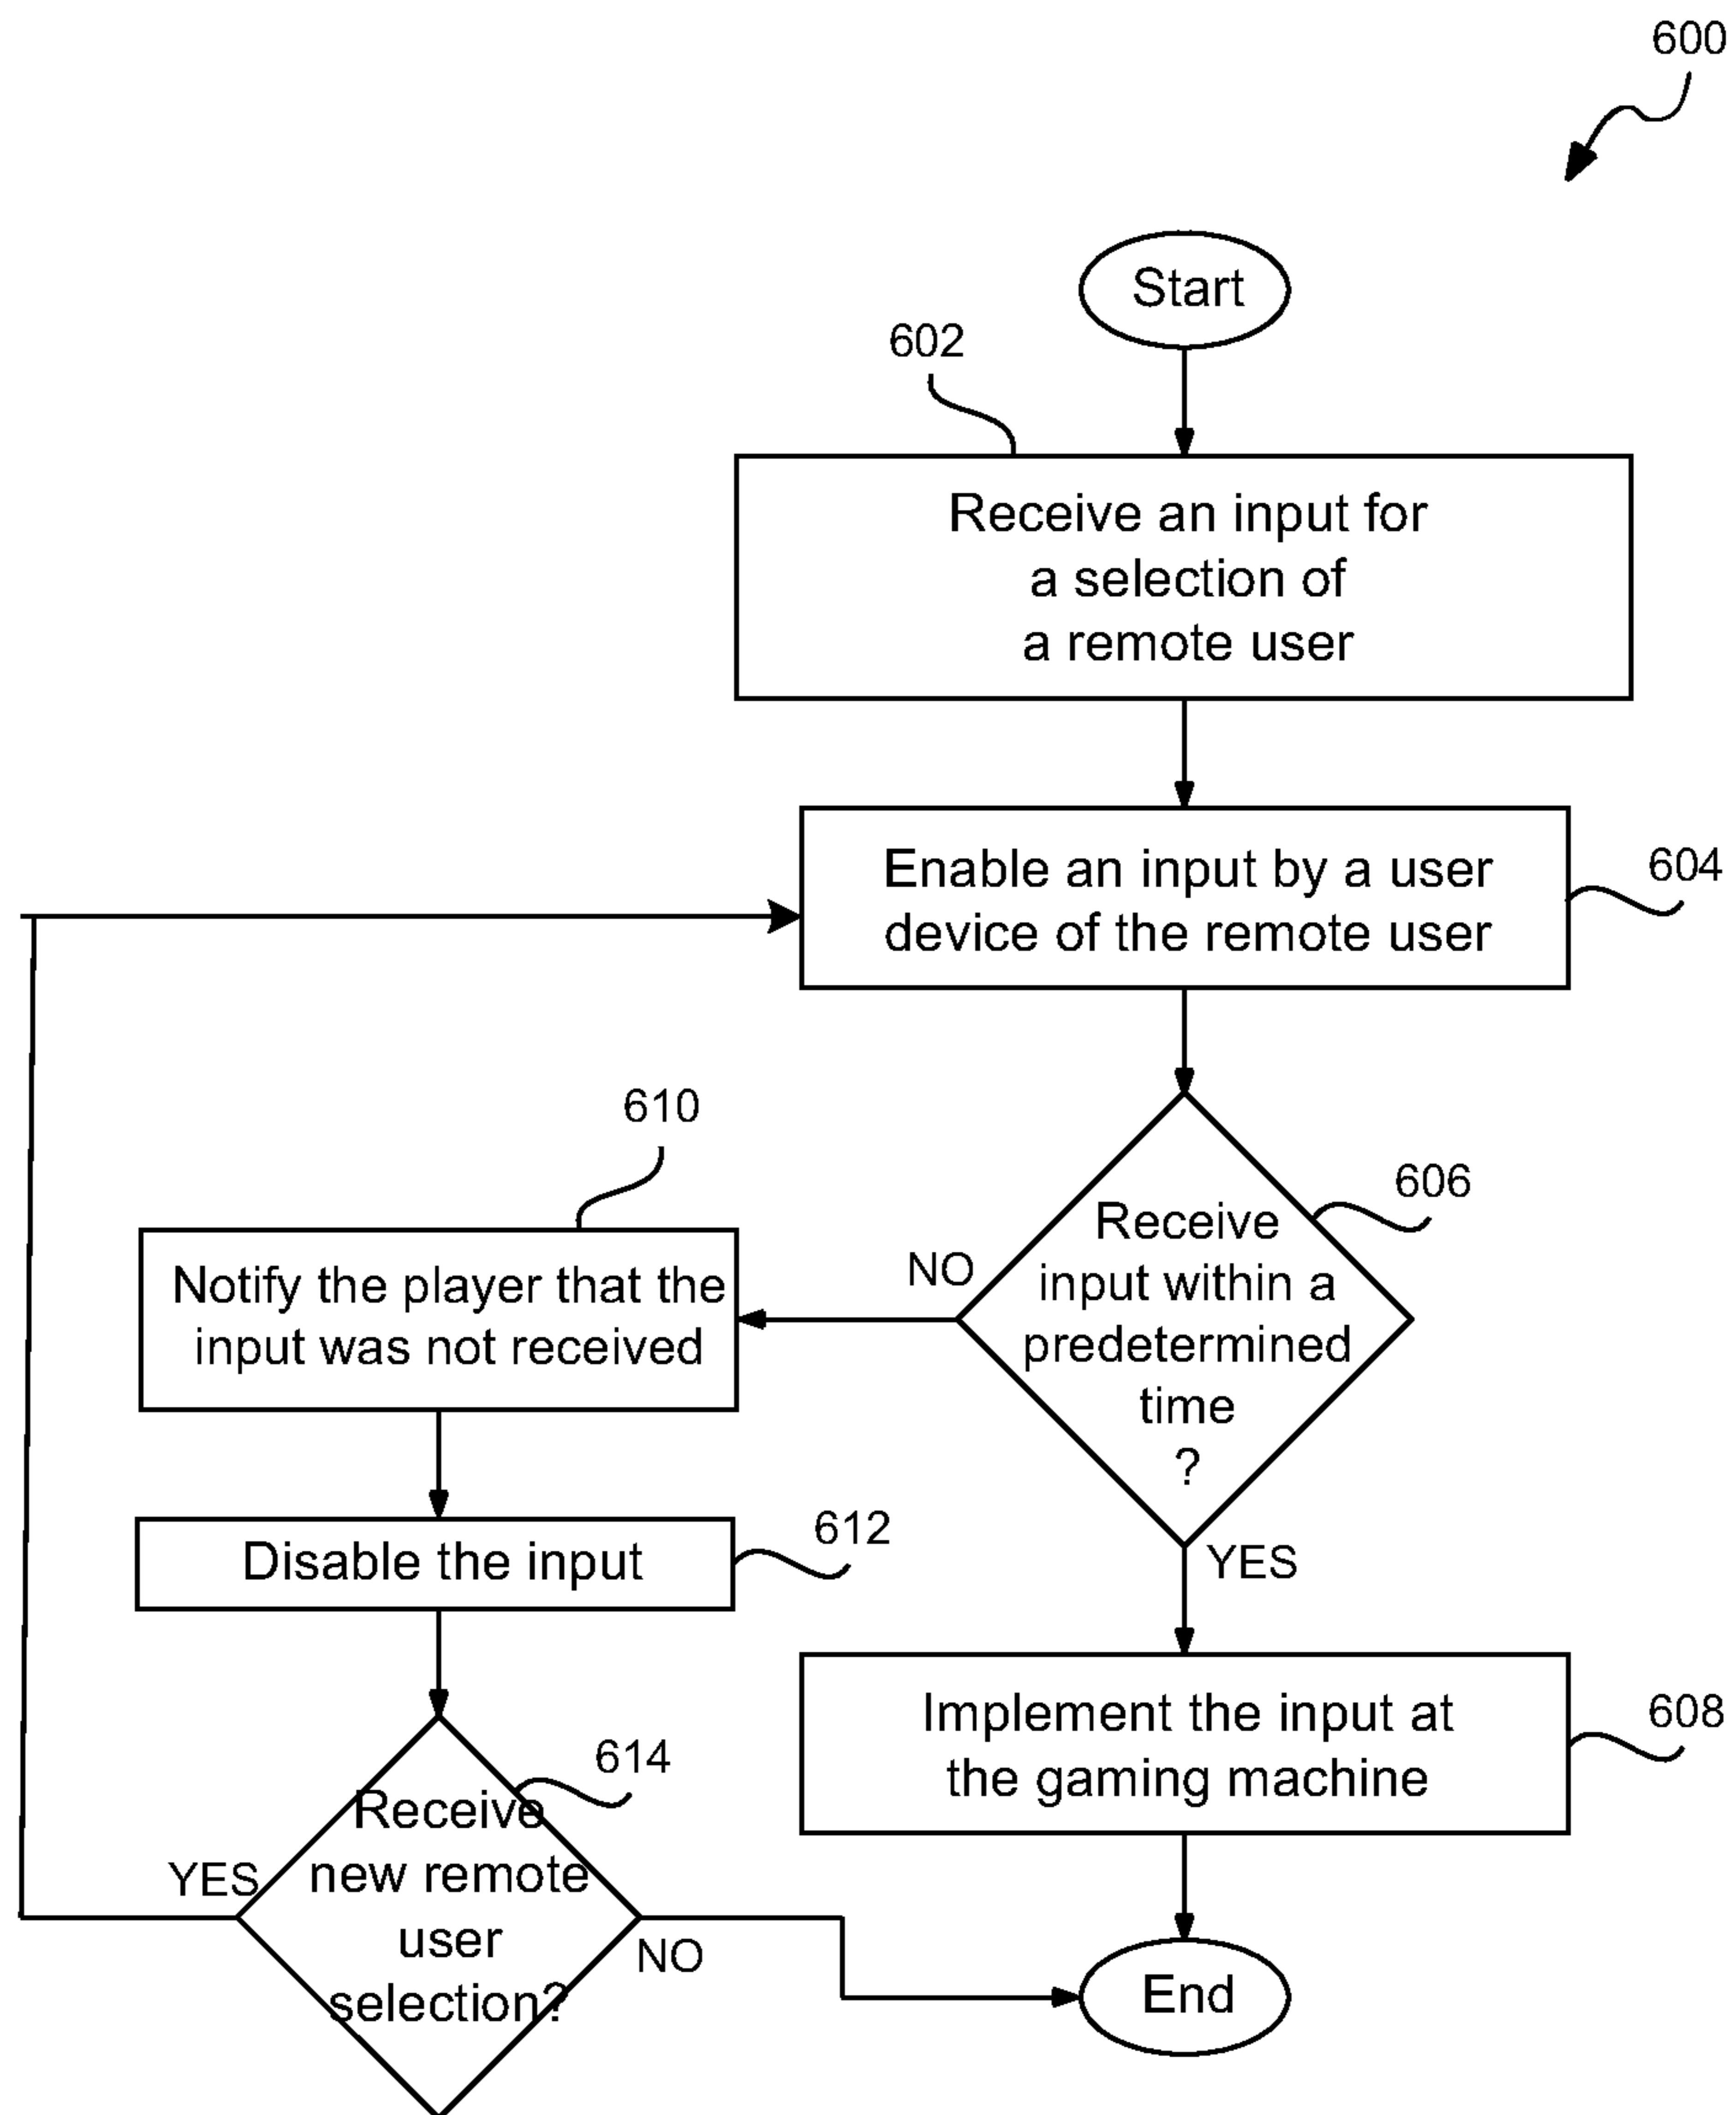 600
Start
602
Receive an input for
a selection of
a remote user
Enable an input by a user
device of the remote user
604
610
606
Receive
input within a
predetermined
time
?
NO
Notify the player that the
input was not received
YES
612
Disable the input
Implement the input at
the gaming machine
608
614
Receive
new remote
user
selection?
YES
NO
End